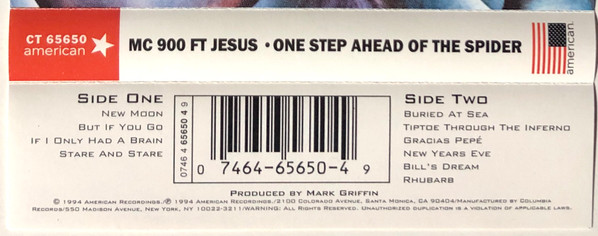 CT 65650
american
MC 900 FT JESUS • ONE STEP AHEAD OF THE SPIDER
american
SIDE ONE
NEW MOON
BUT IF YOU GO
IF I ONLY HAD A BRAIN
STARE AND STARE
0746 4 65650 4 9
0 7464-65650-4 9
SIDE TWO
BURIED AT SEA
TIPTOE THROUGH THE INFERNO
GRACIAS PEPÉ
NEW YEARS EVE
BILL'S DREAM
RHUBARB
PRODUCED BY MARK GRIFFIN
© 1994 AMERICAN RECORDINGS./℗ 1994 AMERICAN RECORDINGS./2100 COLORADO AVENUE, SANTA MONICA, CA 90404/MANUFACTURED BY COLUMBIA
RECORDS/550 MADISON AVENUE, NEW YORK, NY 10022-3211/WARNING: ALL RIGHTS RESERVED. UNAUTHORIZED DUPLICATION IS A VIOLATION OF APPLICABLE LAWS.